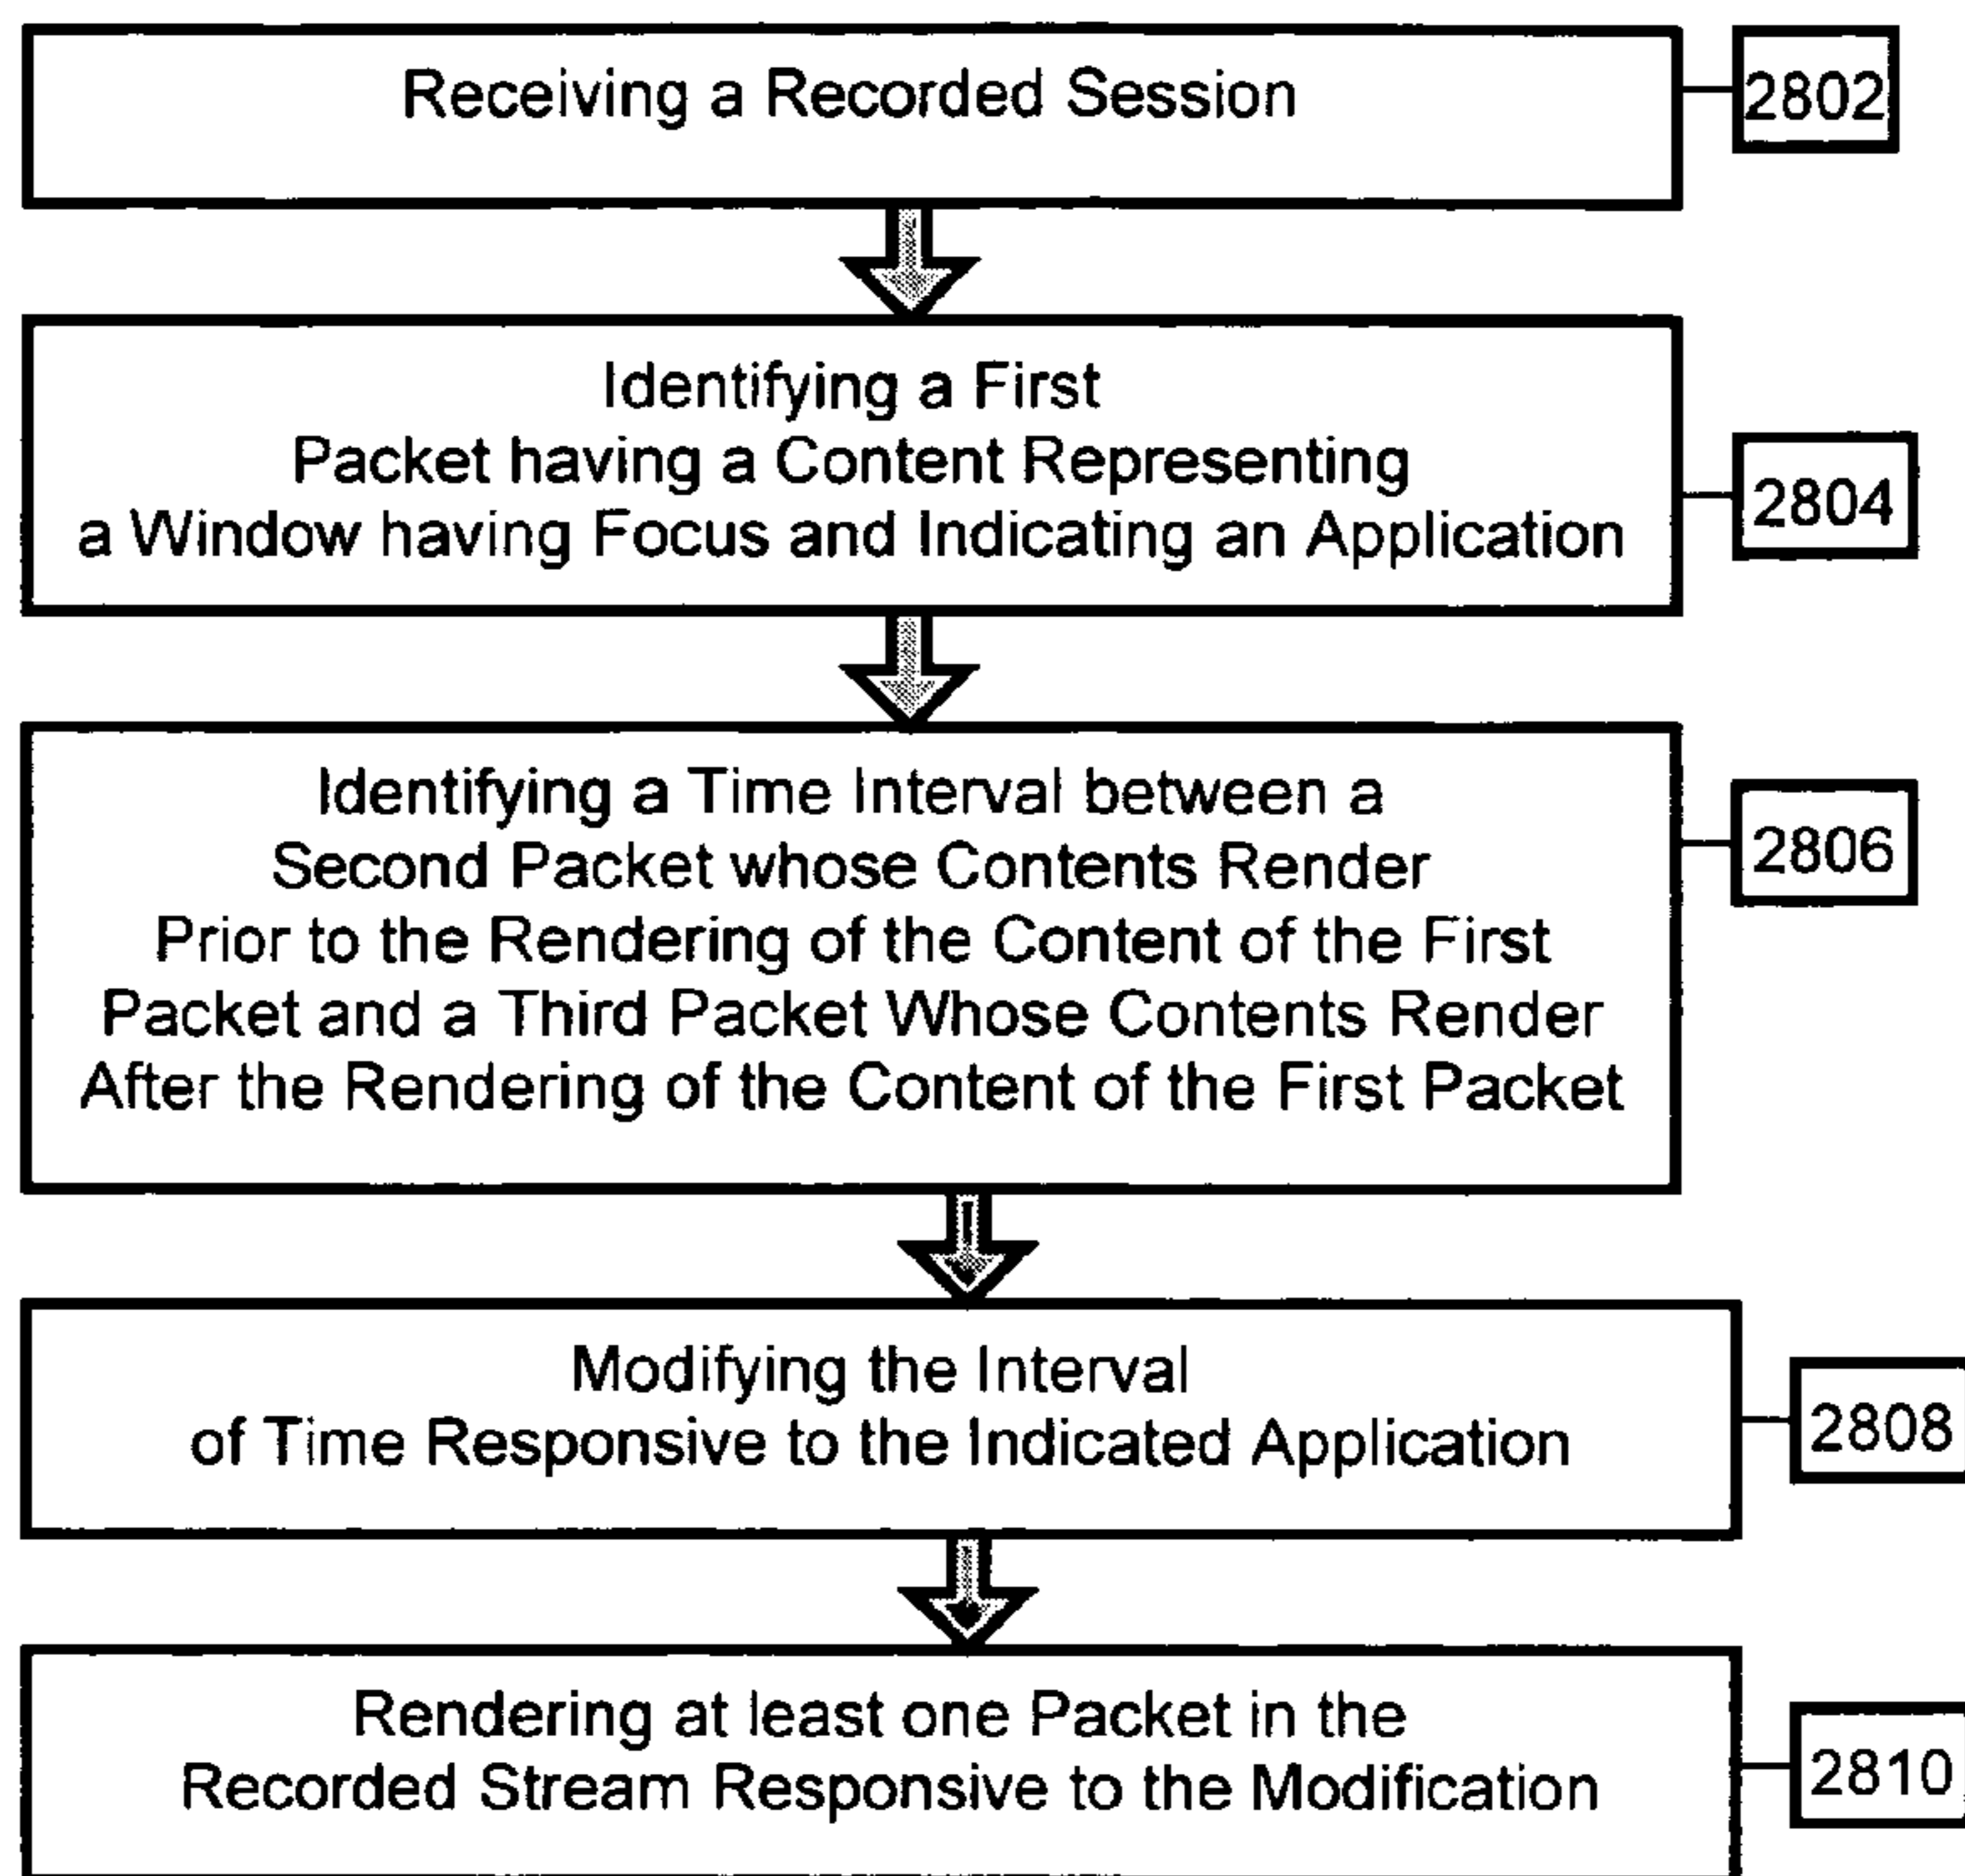 Receiving a Recorded Session
2802
Identifying a First
Packet having a Content Representing
a Window having Focus and Indicating an Application
2804
Identifying a Time Interval between a
Second Packet whose Contents Render
Prior to the Rendering of the Content of the First
Packet and a Third Packet Whose Contents Render
After the Rendering of the Content of the First Packet
2806
Modifying the Interval
of Time Responsive to the Indicated Application
2808
Rendering at least one Packet in the
Recorded Stream Responsive to the Modification
2810